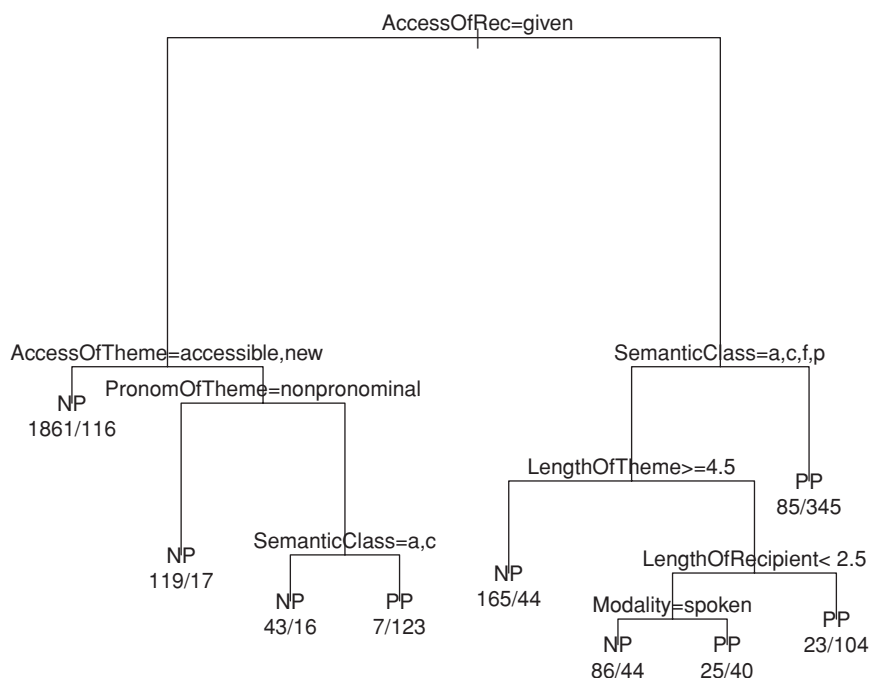 AccessOfRec=given
AccessOfTheme=accessible,new
SemanticClass=a,c,f,p
PronomOfTheme=nonpronominal
NP
1861/116
LengthOfTheme>=4.5
PP
85/345
SemanticClass=a,c
NP
119/17
LengthOfRecipient< 2.5
NP
165/44
NP
43/16
PP
7/123
Modality=spoken
PP
23/104
NP
86/44
PP
25/40